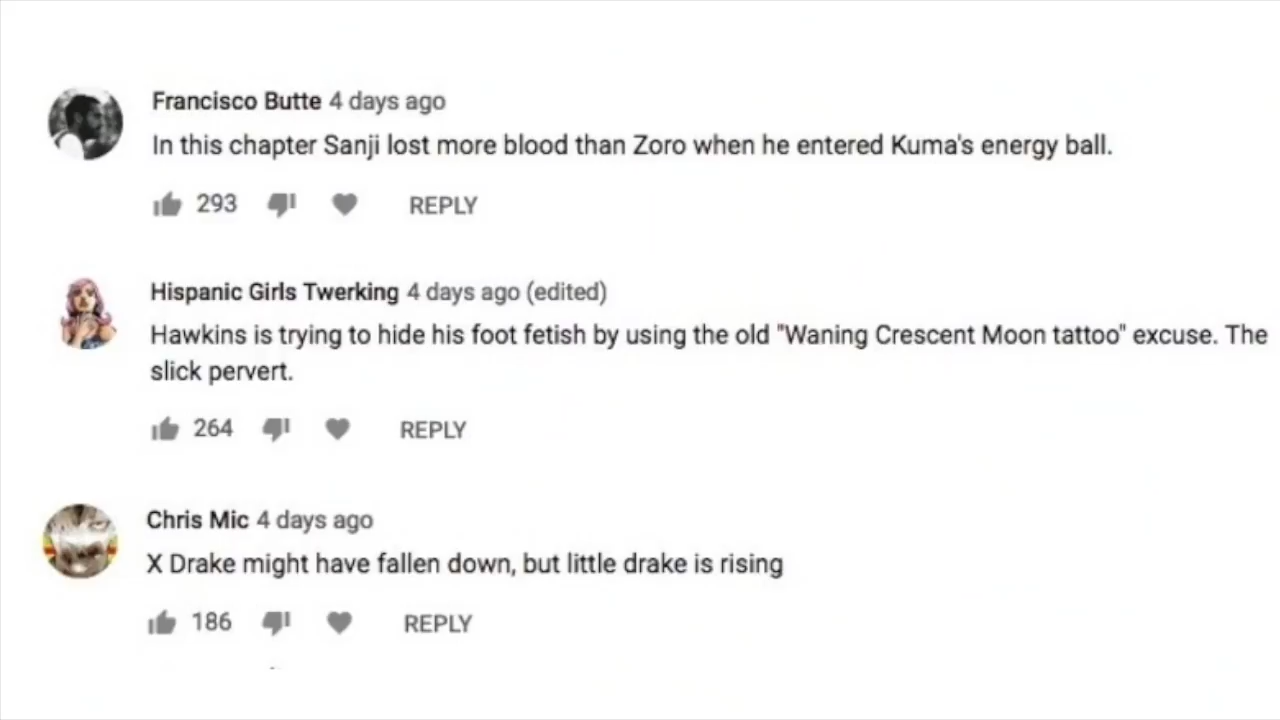 Francisco Butte 4 days ago
In this chapter Sanji lost more blood than Zoro when he entered Kuma's energy ball.
293 REPLY
Hispanic Girls Twerking 4 days ago (edited)
Hawkins is trying to hide his foot fetish by using the old "Waning Crescent Moon tattoo" excuse. The
slick pervert.
264 REPLY
Chris Mic 4 days ago
X Drake might have fallen down, but little drake is rising
186 REPLY